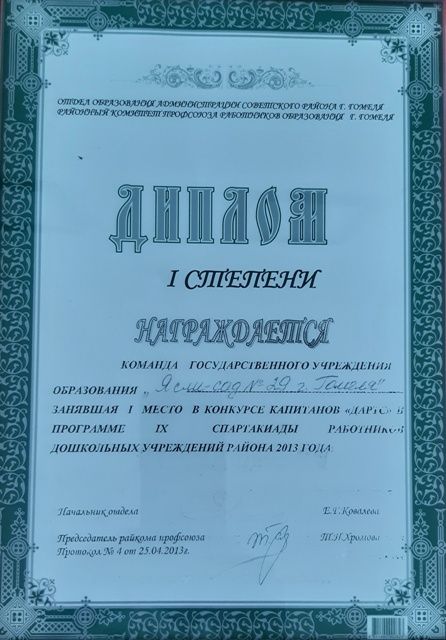 ОТДЕЛ ОБРАЗОВАНИЯ АДМИНИСТРАЦИИ СОВЕТСКОГО РАЙОНА Г. ГОМЕЛЯ
РАЙОННЫЙ КОМИТЕТ ПРОФСОЮЗА РАБОТНИКОВ ОБРАЗОВАНИЯ Г. ГОМЕЛЯ
ДИПЛОМ
I СТЕПЕНИ
НАГРАЖДАЕТСЯ
КОМАНДА ГОСУДАРСТВЕННОГО УЧРЕЖДЕНИЯ
ОБРАЗОВАНИЯ „Ясли-сад № 29 г. Гомеля"
ЗАНЯВШАЯ I МЕСТО В КОНКУРСЕ КАПИТАНОВ «ДАРТС» В
ПРОГРАММЕ IX СПАРТАКИАДЫ РАБОТНИКОВ
ДОШКОЛЬНЫХ УЧРЕЖДЕНИЙ РАЙОНА 2013 ГОДА
Начальник отдела Е.Г.Ковалева
Председатель райкома профсоюза Т.Н.Хромова
Протокол № 4 от 25.04.2013г.